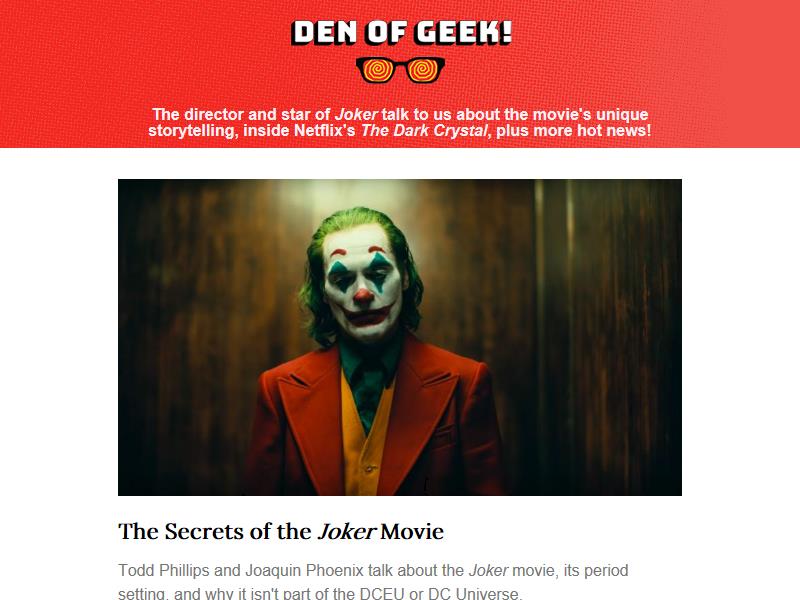 DEN OF GEEK!
The director and star of Joker talk to us about the movie's unique
storytelling, inside Netflix's The Dark Crystal, plus more hot news!
The Secrets of the Joker Movie
Todd Phillips and Joaquin Phoenix talk about the Joker movie, its period
setting, and why it isn't part of the DCEU or DC Universe.